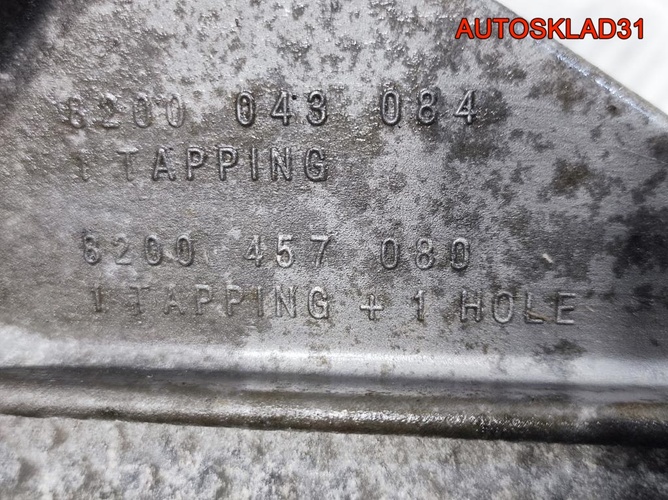 AUTOSKLAD31
8200 043 084
1 TAPPING
8200 457 080
1 TAPPING + 1 HOLE